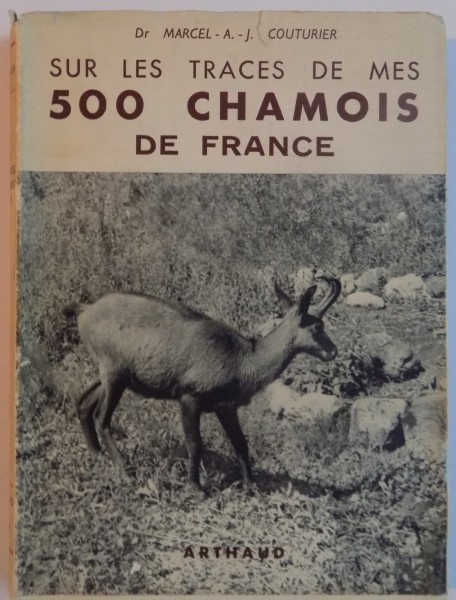 Dr MARCEL-A.-J. COUTURIER
SUR LES TRACES DE MES
500 CHAMOIS
DE FRANCE
ARTHAUD